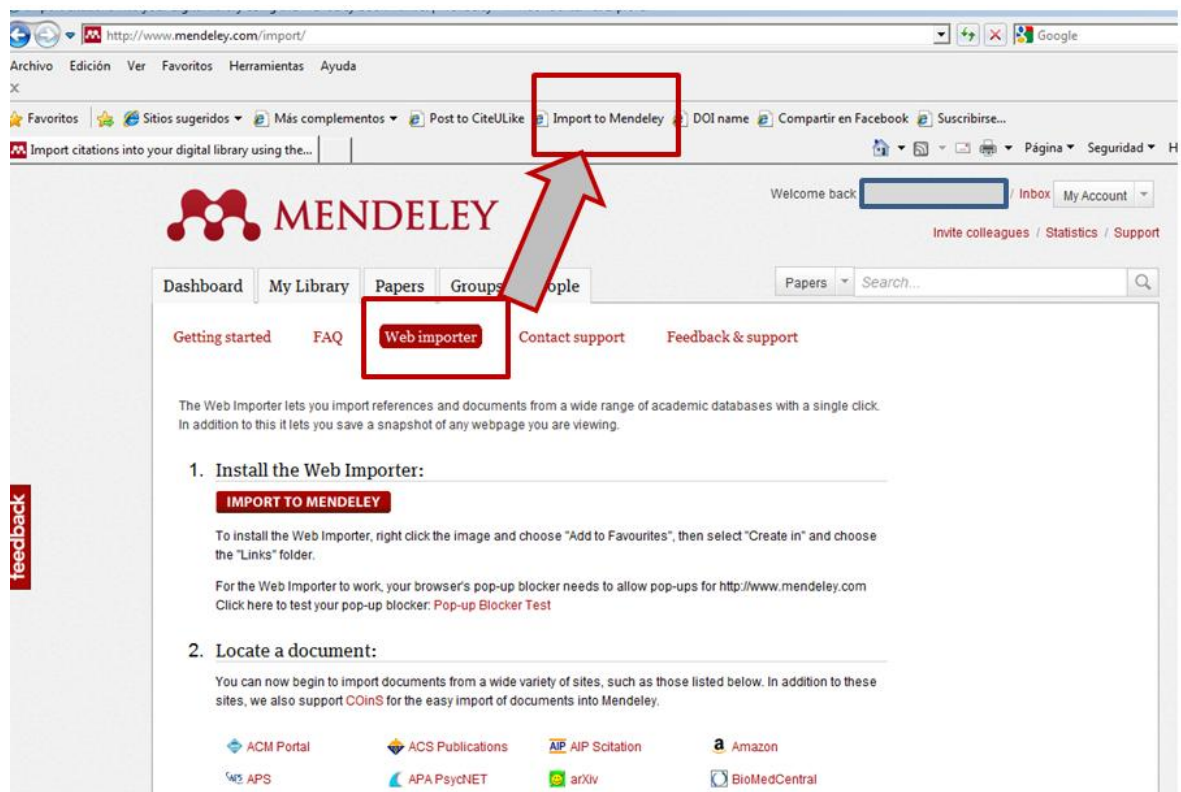 http://www.mendeley.com/import/
Google
Archivo Edición Ver Favoritos Herramientas Ayuda
x
Favoritos Sitios sugeridos Más complementos Post to CiteULike Import to Mendeley DOI name Compartir en Facebook Suscribirse...
Import citations into your digital library using the...
Página Seguridad H
MENDELEY
Welcome back / Inbox My Account
Invite colleagues / Statistics / Support
Dashboard My Library Papers Groups ople
Papers Search...
Getting started FAQ Web importer Contact support Feedback & support
The Web Importer lets you import references and documents from a wide range of academic databases with a single click.
In addition to this it lets you save a snapshot of any webpage you are viewing.
1. Install the Web Importer:
IMPORT TO MENDELEY
To install the Web Importer, right click the image and choose "Add to Favourites", then select "Create in" and choose
the "Links" folder.
For the Web Importer to work, your browser's pop-up blocker needs to allow pop-ups for http://www.mendeley.com
Click here to test your pop-up blocker: Pop-up Blocker Test
feedback
2. Locate a document:
You can now begin to import documents from a wide variety of sites, such as those listed below. In addition to these
sites, we also support COinS for the easy import of documents into Mendeley.
ACM Portal ACS Publications AIP AIP Scitation a Amazon
APS APS APA PsycNET arXiv BioMedCentral